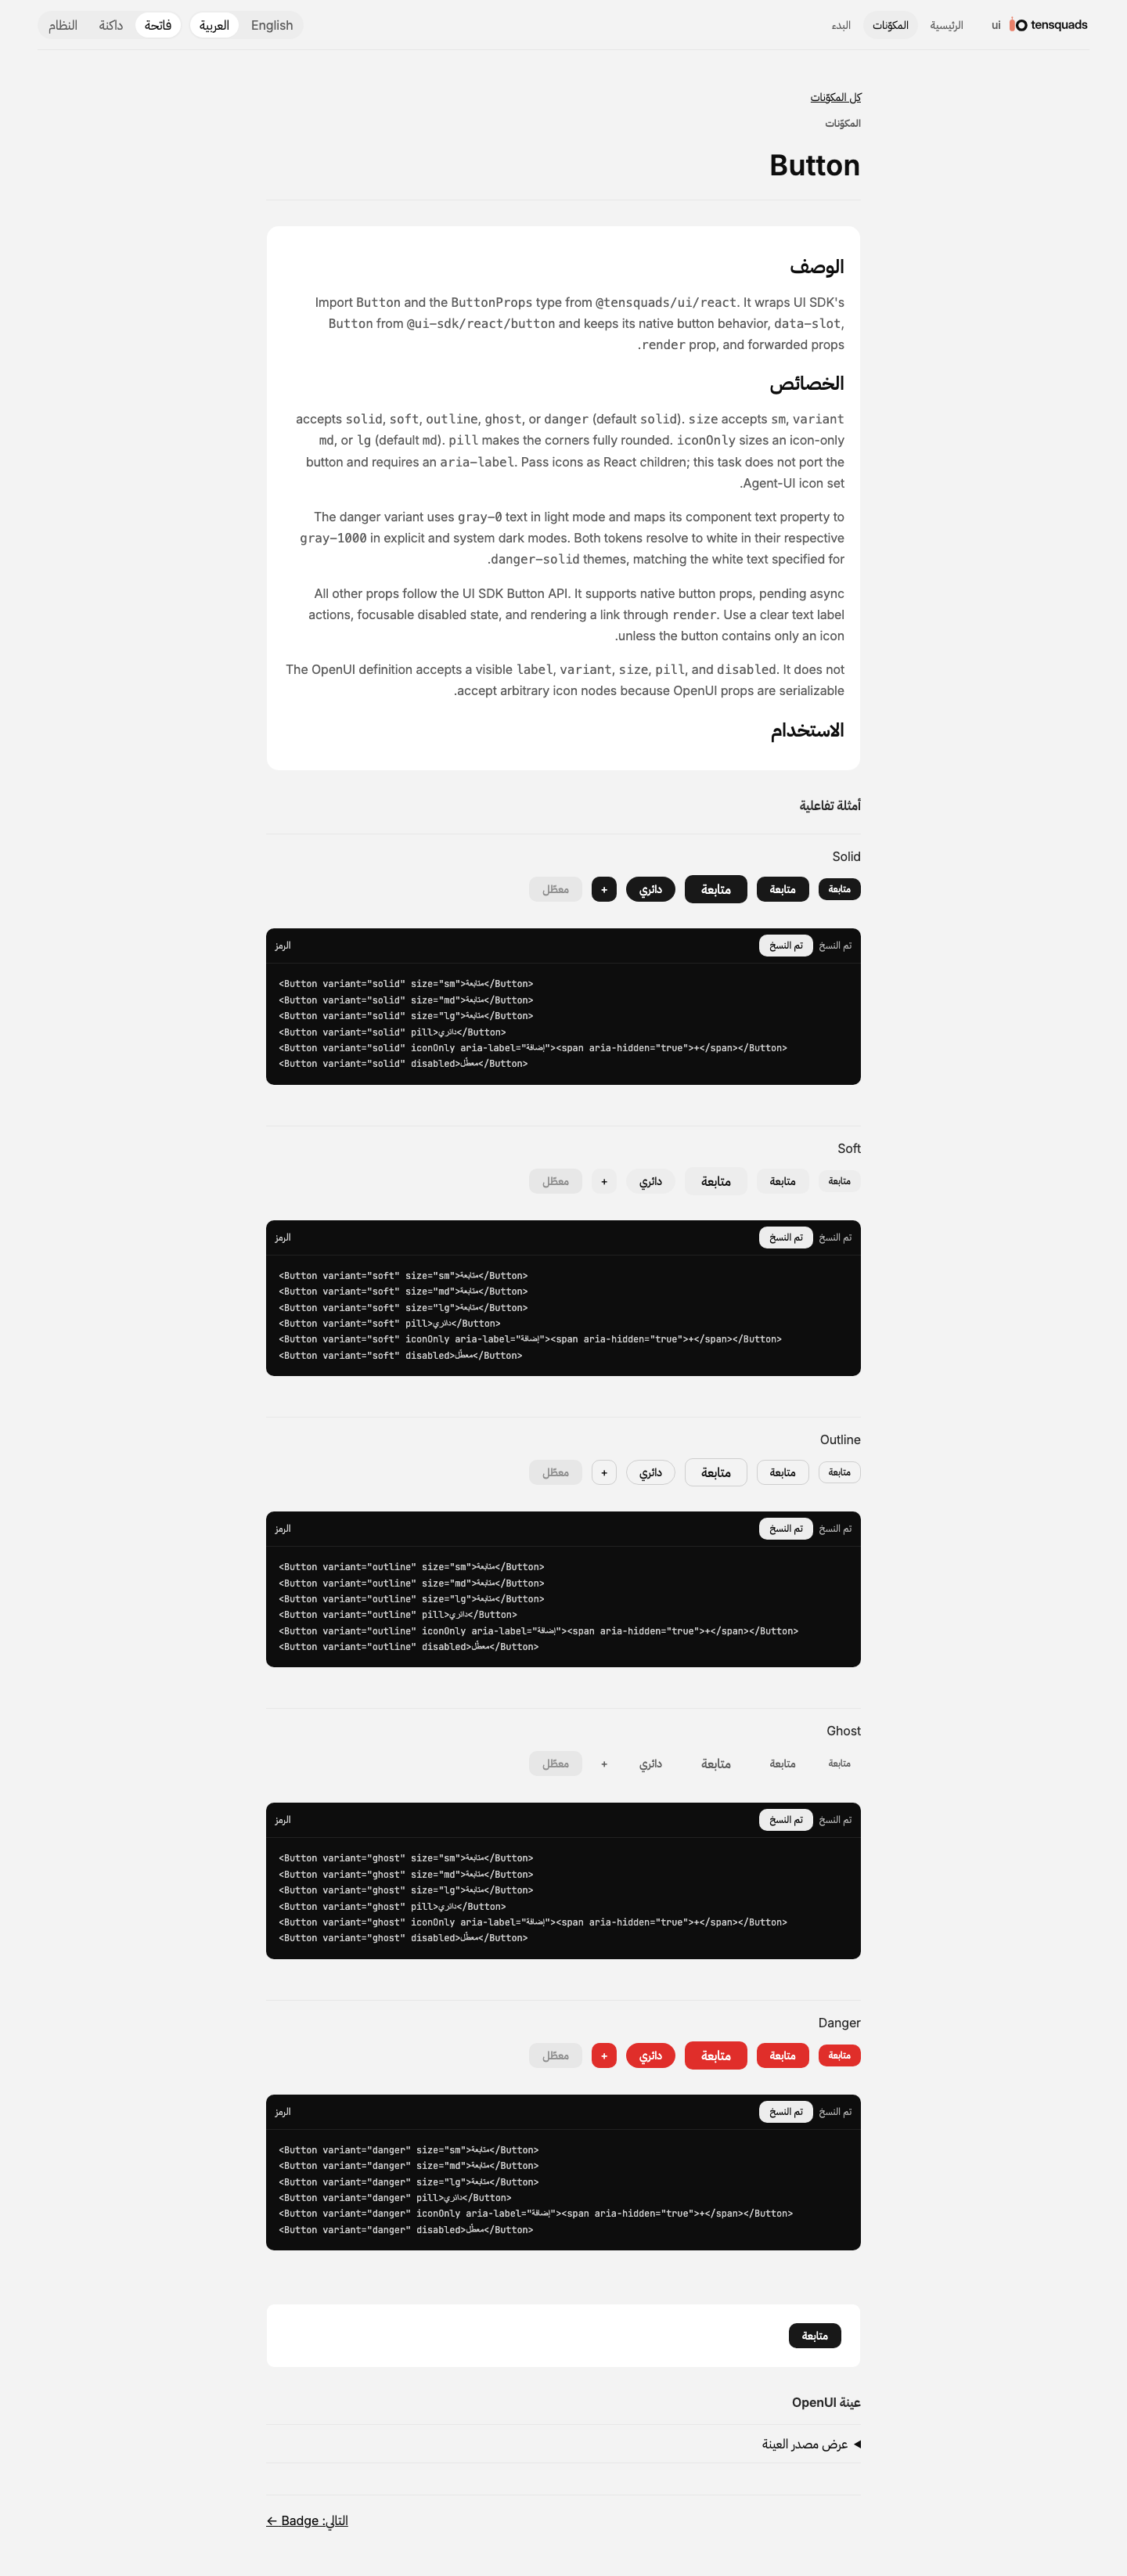 tensquads ui الرئيسية المكوّنات البدء English العربية فاتحة داكنة النظام
كل المكوّنات
المكوّنات
Button
الوصف
Import Button and the ButtonProps type from @tensquads/ui/react. It wraps UI SDK's
Button from @ui-sdk/react/button and keeps its native button behavior, data-slot,
render prop, and forwarded props.
الخصائص
variant accepts solid, soft, outline, ghost, or danger (default solid). size accepts sm,
md, or lg (default md). pill makes the corners fully rounded. iconOnly sizes an icon-only
button and requires an aria-label. Pass icons as React children; this task does not port the
Agent-UI icon set.
The danger variant uses gray-0 text in light mode and maps its component text property to
gray-1000 in explicit and system dark modes. Both tokens resolve to white in their respective
themes, matching the white text specified for danger-solid.
All other props follow the UI SDK Button API. It supports native button props, pending async
actions, focusable disabled state, and rendering a link through render. Use a clear text label
unless the button contains only an icon.
The OpenUI definition accepts a visible label, variant, size, pill, and disabled. It does not
accept arbitrary icon nodes because OpenUI props are serializable.
الاستخدام
أمثلة تفاعلية
Solid
متابعة متابعة متابعة دائري + معطّل
تم النسخ تم النسخ الرمز
<Button variant="solid" size="sm">متابعة</Button>
<Button variant="solid" size="md">متابعة</Button>
<Button variant="solid" size="lg">متابعة</Button>
<Button variant="solid" pill>دائري</Button>
<Button variant="solid" iconOnly aria-label="إضافة"><span aria-hidden="true">+</span></Button>
<Button variant="solid" disabled>معطّل</Button>
Soft
متابعة متابعة متابعة دائري + معطّل
تم النسخ تم النسخ الرمز
<Button variant="soft" size="sm">متابعة</Button>
<Button variant="soft" size="md">متابعة</Button>
<Button variant="soft" size="lg">متابعة</Button>
<Button variant="soft" pill>دائري</Button>
<Button variant="soft" iconOnly aria-label="إضافة"><span aria-hidden="true">+</span></Button>
<Button variant="soft" disabled>معطّل</Button>
Outline
متابعة متابعة متابعة دائري + معطّل
تم النسخ تم النسخ الرمز
<Button variant="outline" size="sm">متابعة</Button>
<Button variant="outline" size="md">متابعة</Button>
<Button variant="outline" size="lg">متابعة</Button>
<Button variant="outline" pill>دائري</Button>
<Button variant="outline" iconOnly aria-label="إضافة"><span aria-hidden="true">+</span></Button>
<Button variant="outline" disabled>معطّل</Button>
Ghost
متابعة متابعة متابعة دائري + معطّل
تم النسخ تم النسخ الرمز
<Button variant="ghost" size="sm">متابعة</Button>
<Button variant="ghost" size="md">متابعة</Button>
<Button variant="ghost" size="lg">متابعة</Button>
<Button variant="ghost" pill>دائري</Button>
<Button variant="ghost" iconOnly aria-label="إضافة"><span aria-hidden="true">+</span></Button>
<Button variant="ghost" disabled>معطّل</Button>
Danger
متابعة متابعة متابعة دائري + معطّل
تم النسخ تم النسخ الرمز
<Button variant="danger" size="sm">متابعة</Button>
<Button variant="danger" size="md">متابعة</Button>
<Button variant="danger" size="lg">متابعة</Button>
<Button variant="danger" pill>دائري</Button>
<Button variant="danger" iconOnly aria-label="إضافة"><span aria-hidden="true">+</span></Button>
<Button variant="danger" disabled>معطّل</Button>
متابعة
عينة OpenUI
عرض مصدر العينة
التالي: Badge ←